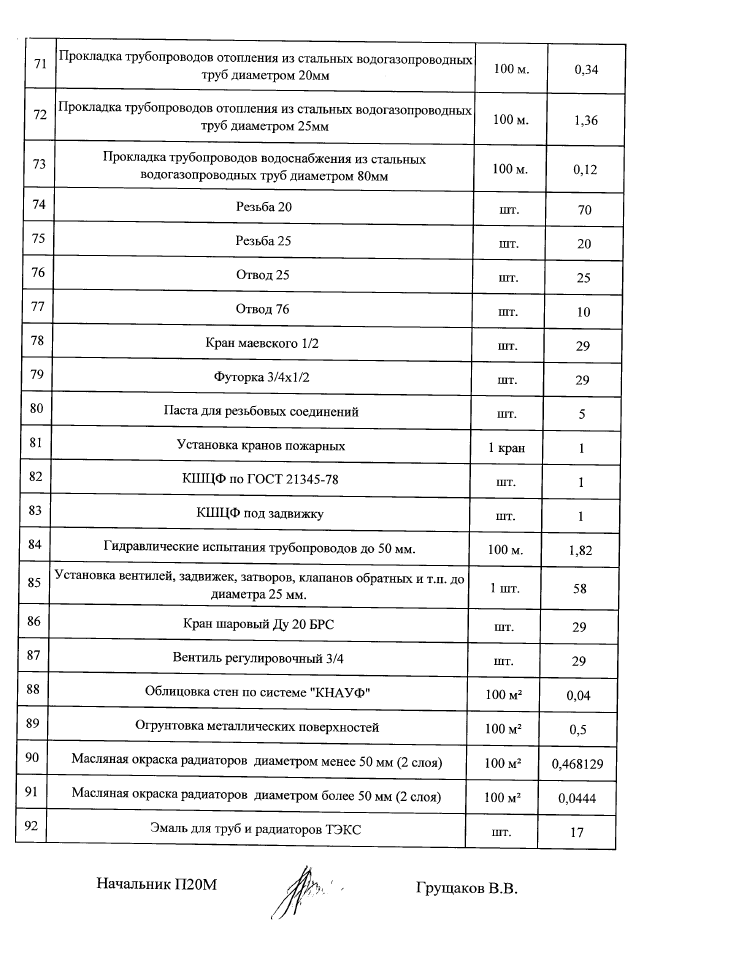 71 Прокладка трубопроводов отопления из стальных водогазопроводных
труб диаметром 20мм 100 м. 0,34
72 Прокладка трубопроводов отопления из стальных водогазопроводных
труб диаметром 25мм 100 м. 1,36
73 Прокладка трубопроводов водоснабжения из стальных
водогазопроводных труб диаметром 80мм 100 м. 0,12
74 Резьба 20 шт. 70
75 Резьба 25 шт. 20
76 Отвод 25 шт. 25
77 Отвод 76 шт. 10
78 Кран маевского 1/2 шт. 29
79 Футорка 3/4х1/2 шт. 29
80 Паста для резьбовых соединений шт. 5
81 Установка кранов пожарных 1 кран 1
82 КШЦФ по ГОСТ 21345-78 шт. 1
83 КШЦФ под задвижку шт. 1
84 Гидравлические испытания трубопроводов до 50 мм. 100 м. 1,82
85 Установка вентилей, задвижек, затворов, клапанов обратных и т.п. до
диаметра 25 мм. 1 шт. 58
86 Кран шаровый Ду 20 БРС шт. 29
87 Вентиль регулировочный 3/4 шт. 29
88 Облицовка стен по системе "КНАУФ" 100 м² 0,04
89 Огрунтовка металлических поверхностей 100 м² 0,5
90 Масляная окраска радиаторов диаметром менее 50 мм (2 слоя) 100 м² 0,468129
91 Масляная окраска радиаторов диаметром более 50 мм (2 слоя) 100 м² 0,0444
92 Эмаль для труб и радиаторов ТЭКС шт. 17
Начальник П20М Грущаков В.В.